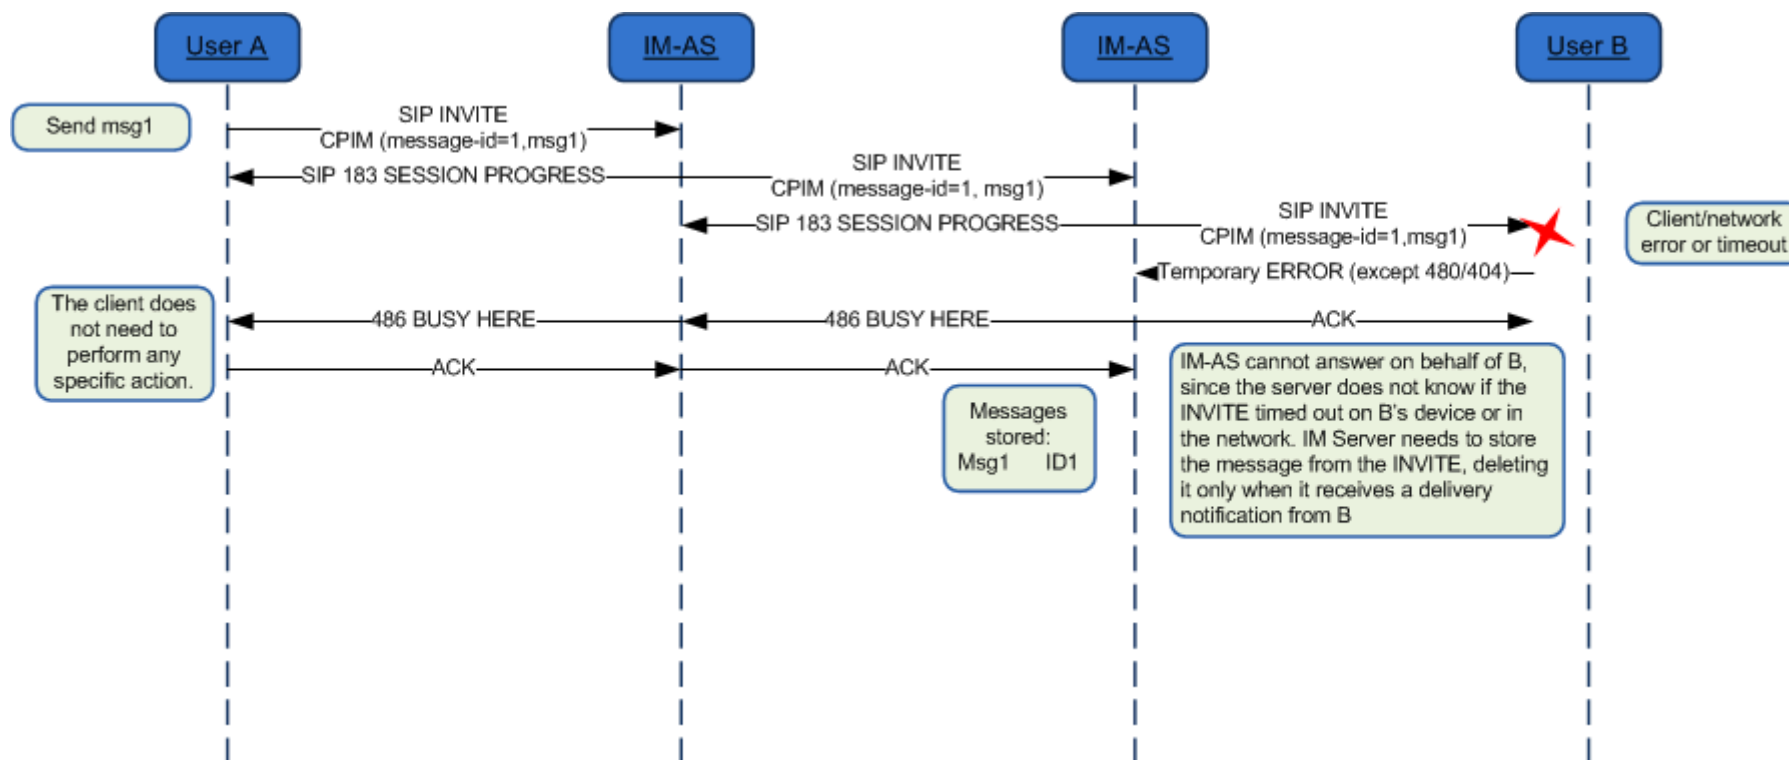 User A
IM-AS
IM-AS
User B
Send msg1
SIP INVITE
CPIM (message-id=1,msg1)
SIP 183 SESSION PROGRESS
SIP INVITE
CPIM (message-id=1, msg1)
SIP 183 SESSION PROGRESS
SIP INVITE
CPIM (message-id=1,msg1)
Client/network
error or timeout
Temporary ERROR (except 480/404)
The client does
not need to
perform any
specific action.
486 BUSY HERE
486 BUSY HERE
ACK
ACK
ACK
Messages
stored:
Msg1 ID1
IM-AS cannot answer on behalf of B,
since the server does not know if the
INVITE timed out on B's device or in
the network. IM Server needs to store
the message from the INVITE, deleting
it only when it receives a delivery
notification from B